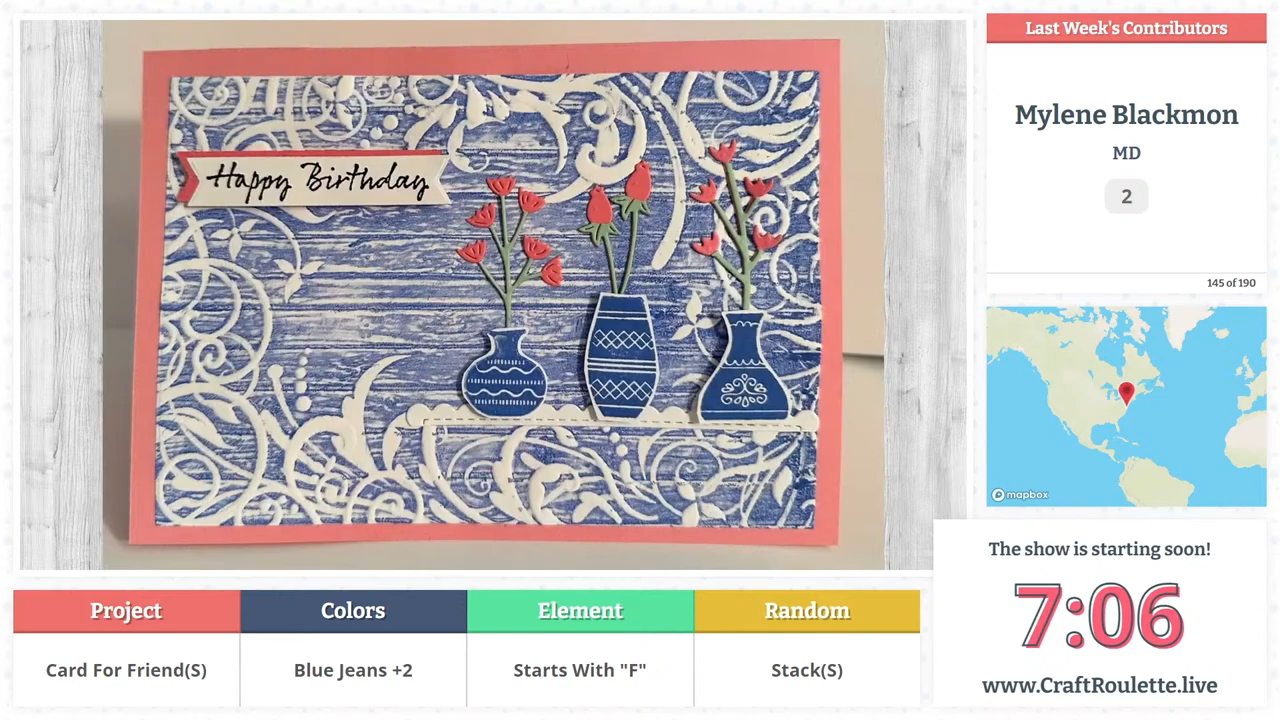 Happy Birthday
Last Week's Contributors
Mylene Blackmon
MD
2
145 of 190
mapbox
The show is starting soon!
7:06
www.CraftRoulette.live
Project
Colors
Element
Random
Card For Friend(S)
Blue Jeans +2
Starts With "F"
Stack(S)